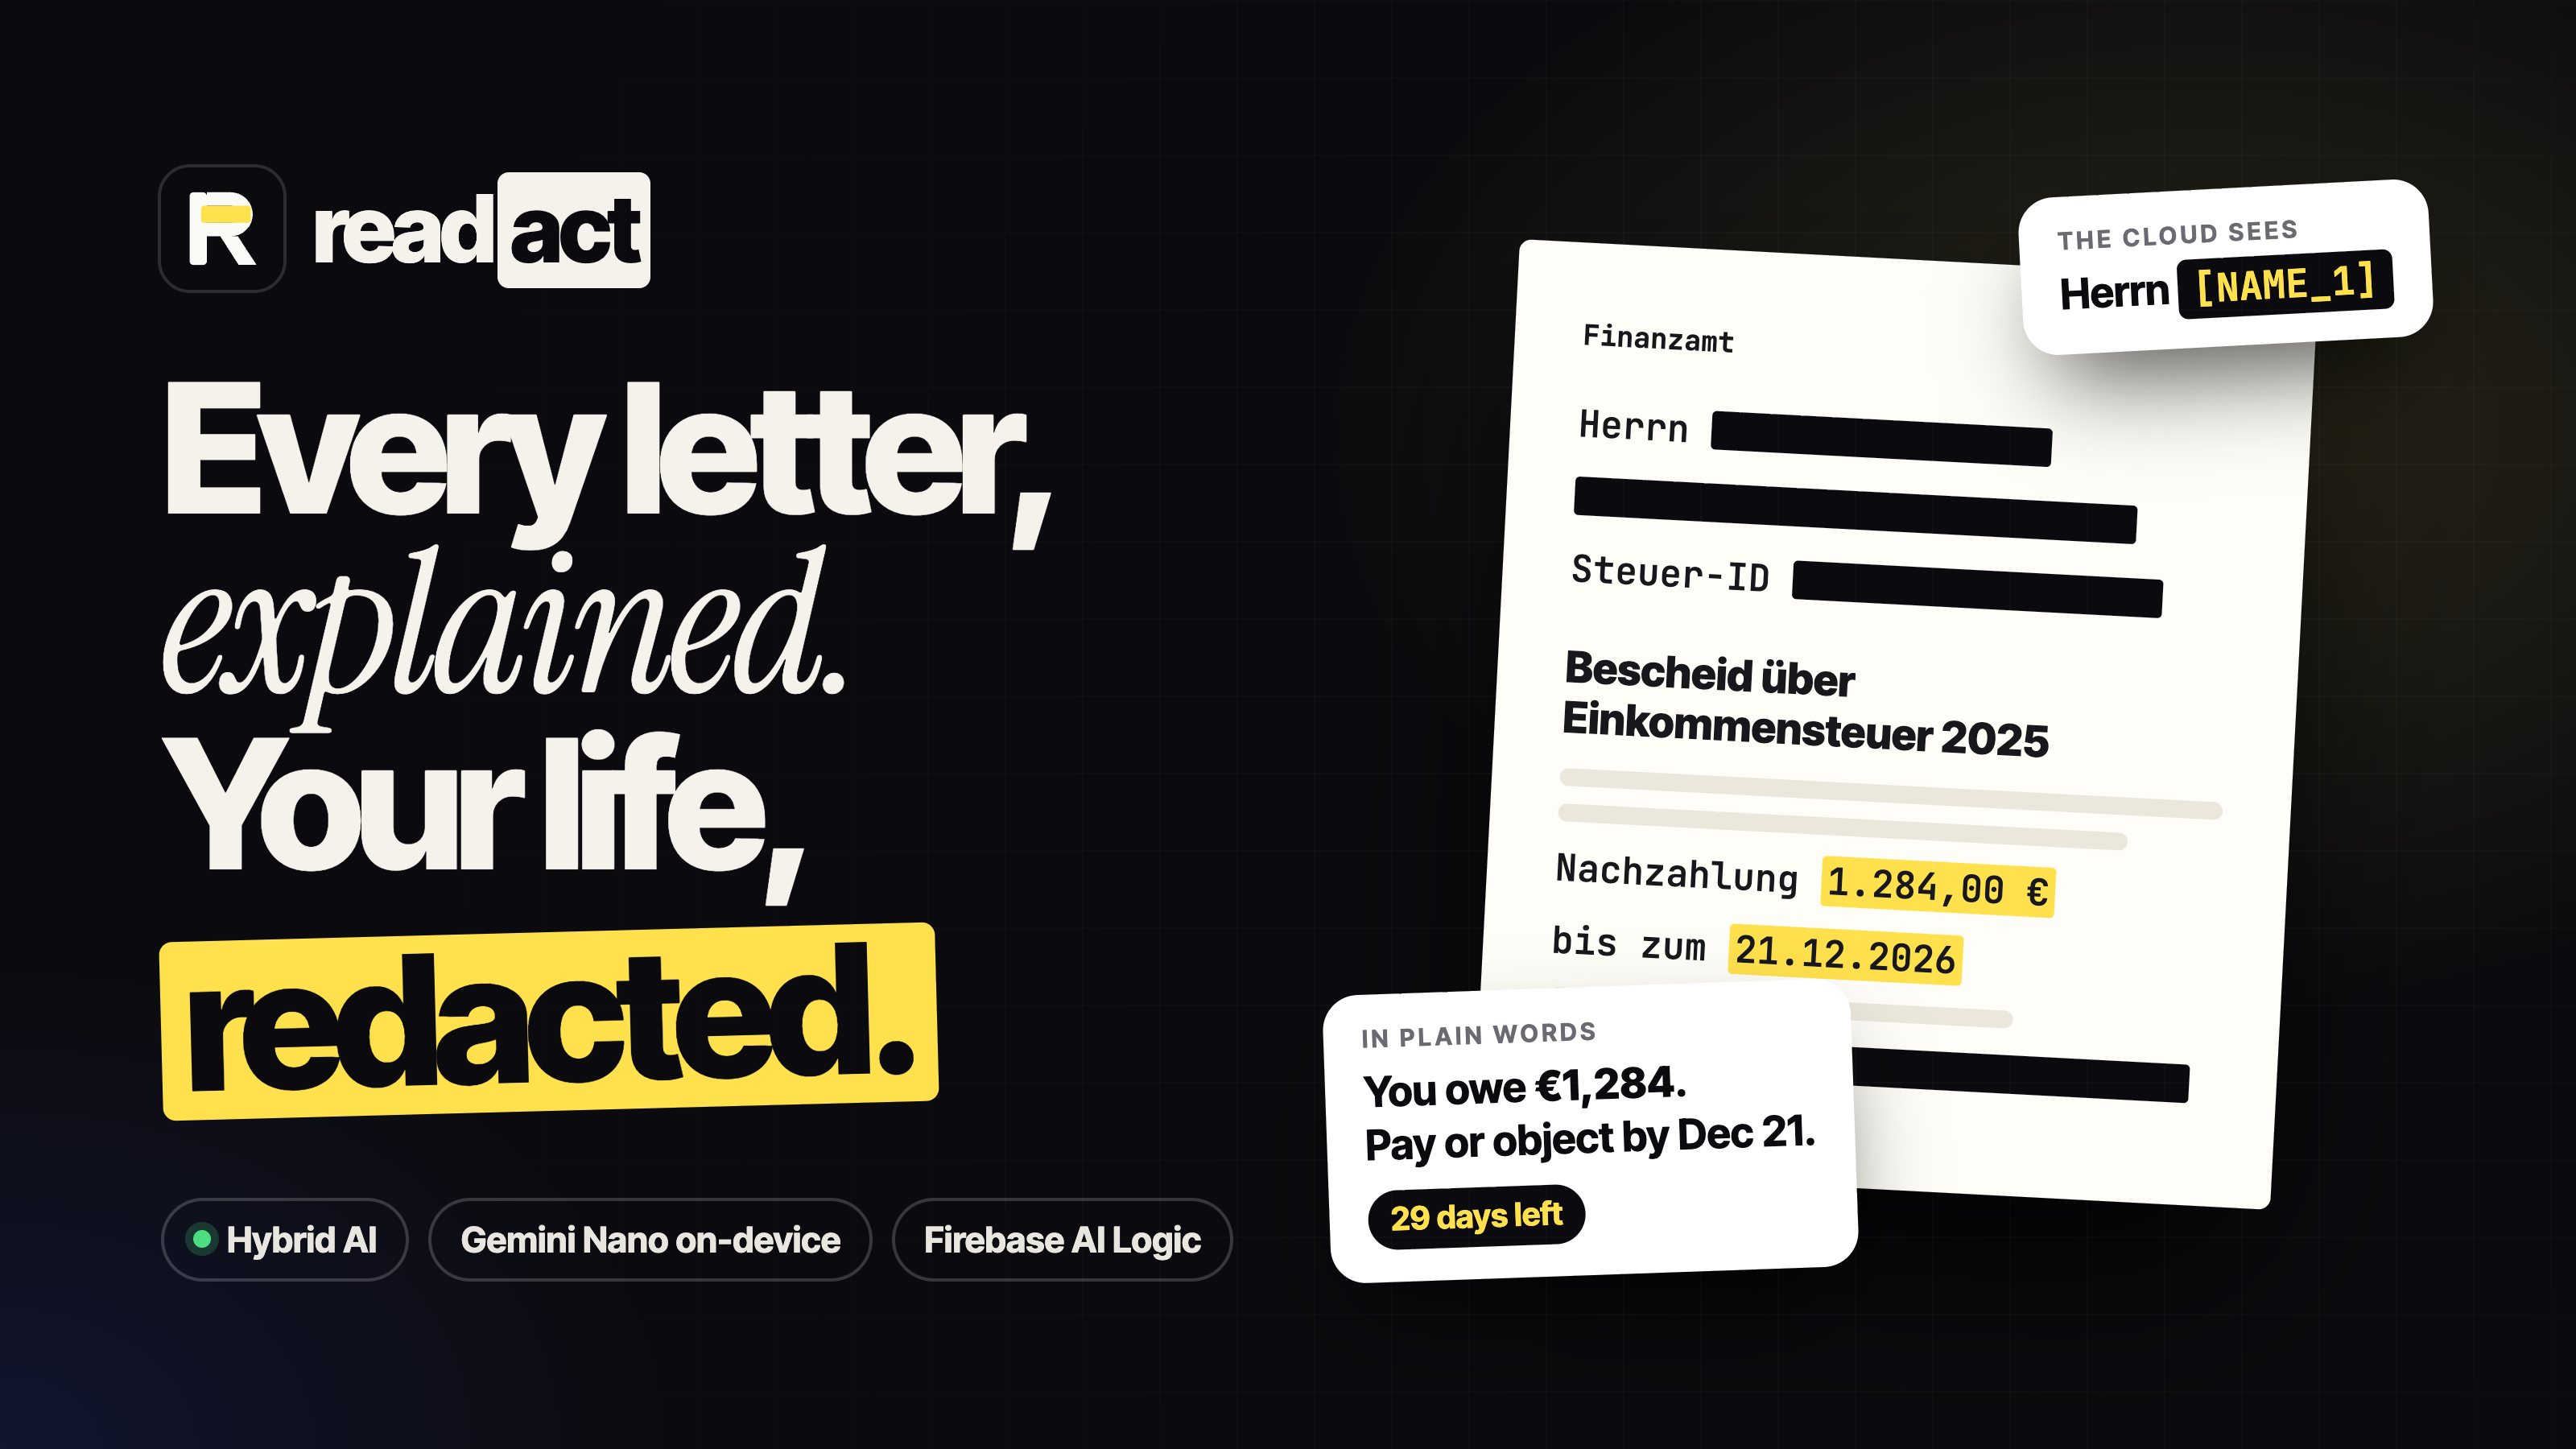 R
readact
Every letter,
explained.
Your life,
redacted.
Hybrid AI
Gemini Nano on-device
Firebase AI Logic
THE CLOUD SEES
Herrn [NAME_1]
Finanzamt
Herrn
Steuer-ID
Bescheid über
Einkommensteuer 2025
Nachzahlung 1.284,00 €
bis zum 21.12.2026
IN PLAIN WORDS
You owe €1,284.
Pay or object by Dec 21.
29 days left